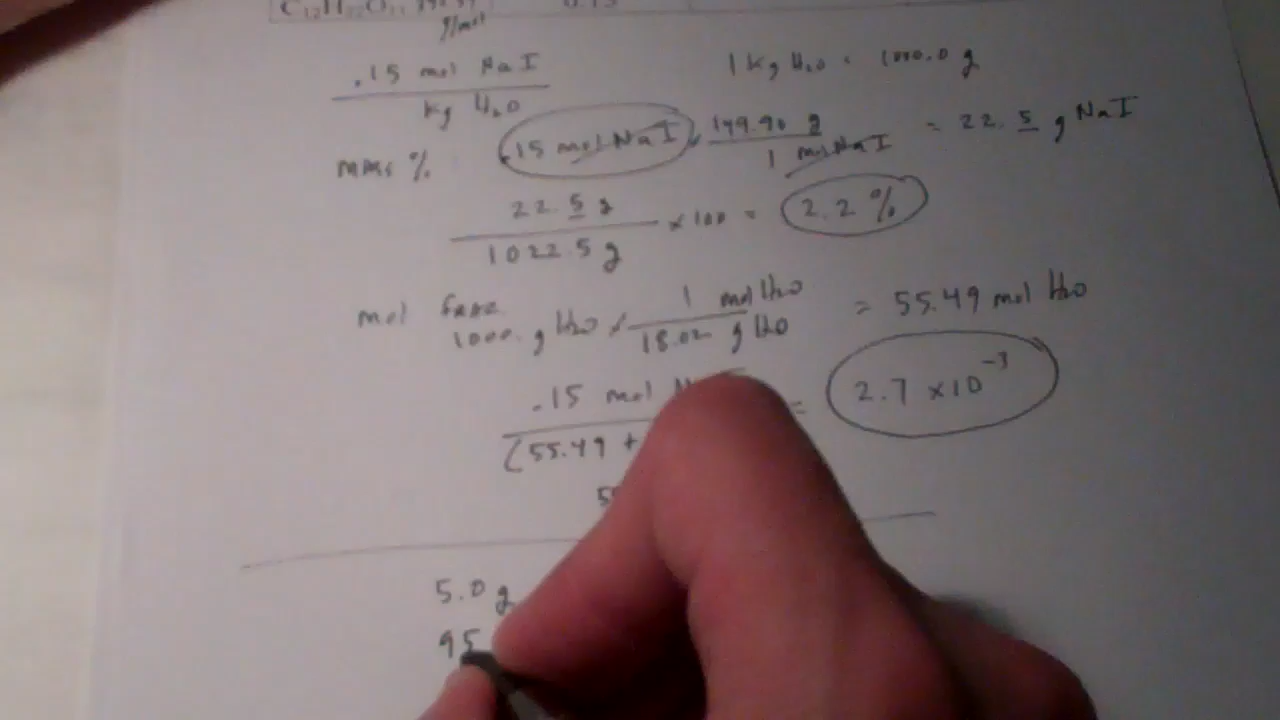 C₁₂H₂₂O₁₁
g/mol
.15 mol NaI 1 kg H₂O = 1000.0 g
kg H₂O
mass % .15 mol NaI × 149.90 g = 22.5 g NaI
1 mol NaI
22.5 g × 100 = 2.2 %
1022.5 g
mol frac 1 mol H₂O = 55.49 mol H₂O
1000. g H₂O × 18.02 g H₂O
.15 mol = 2.7 × 10⁻³
(55.49 +
5.0 g
95